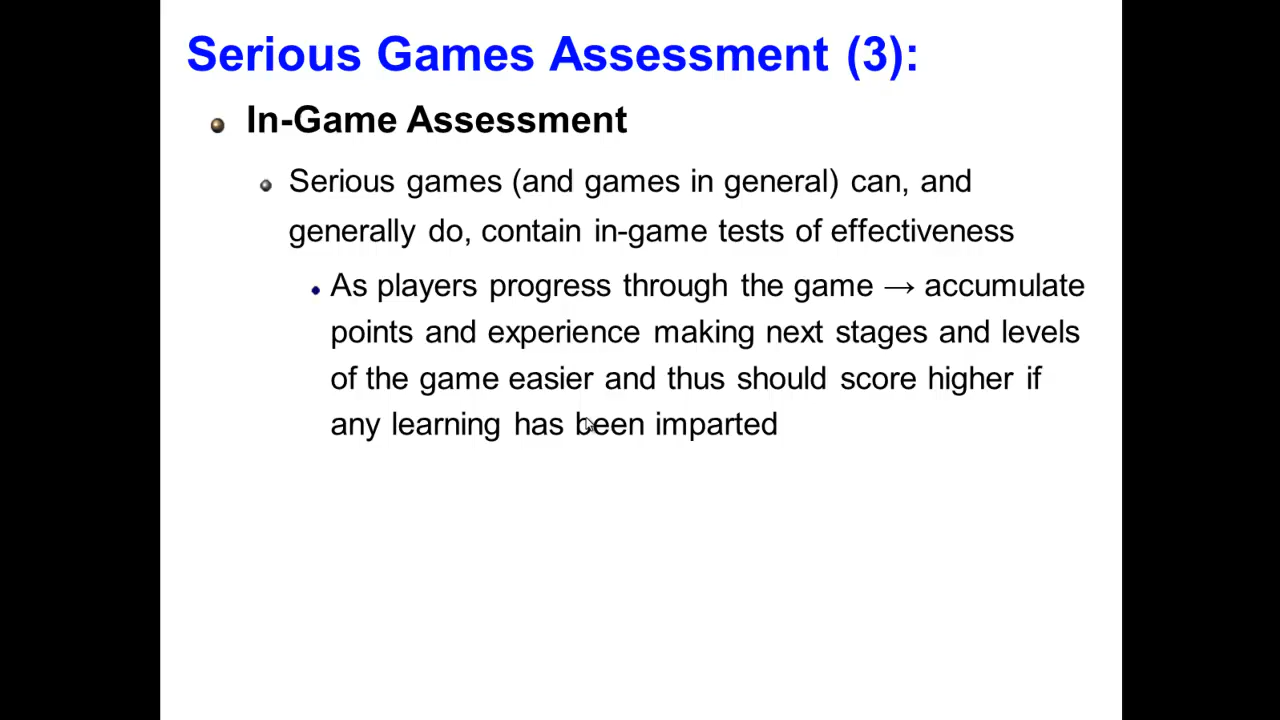 Serious Games Assessment (3):
In-Game Assessment
Serious games (and games in general) can, and
generally do, contain in-game tests of effectiveness
As players progress through the game → accumulate
points and experience making next stages and levels
of the game easier and thus should score higher if
any learning has been imparted